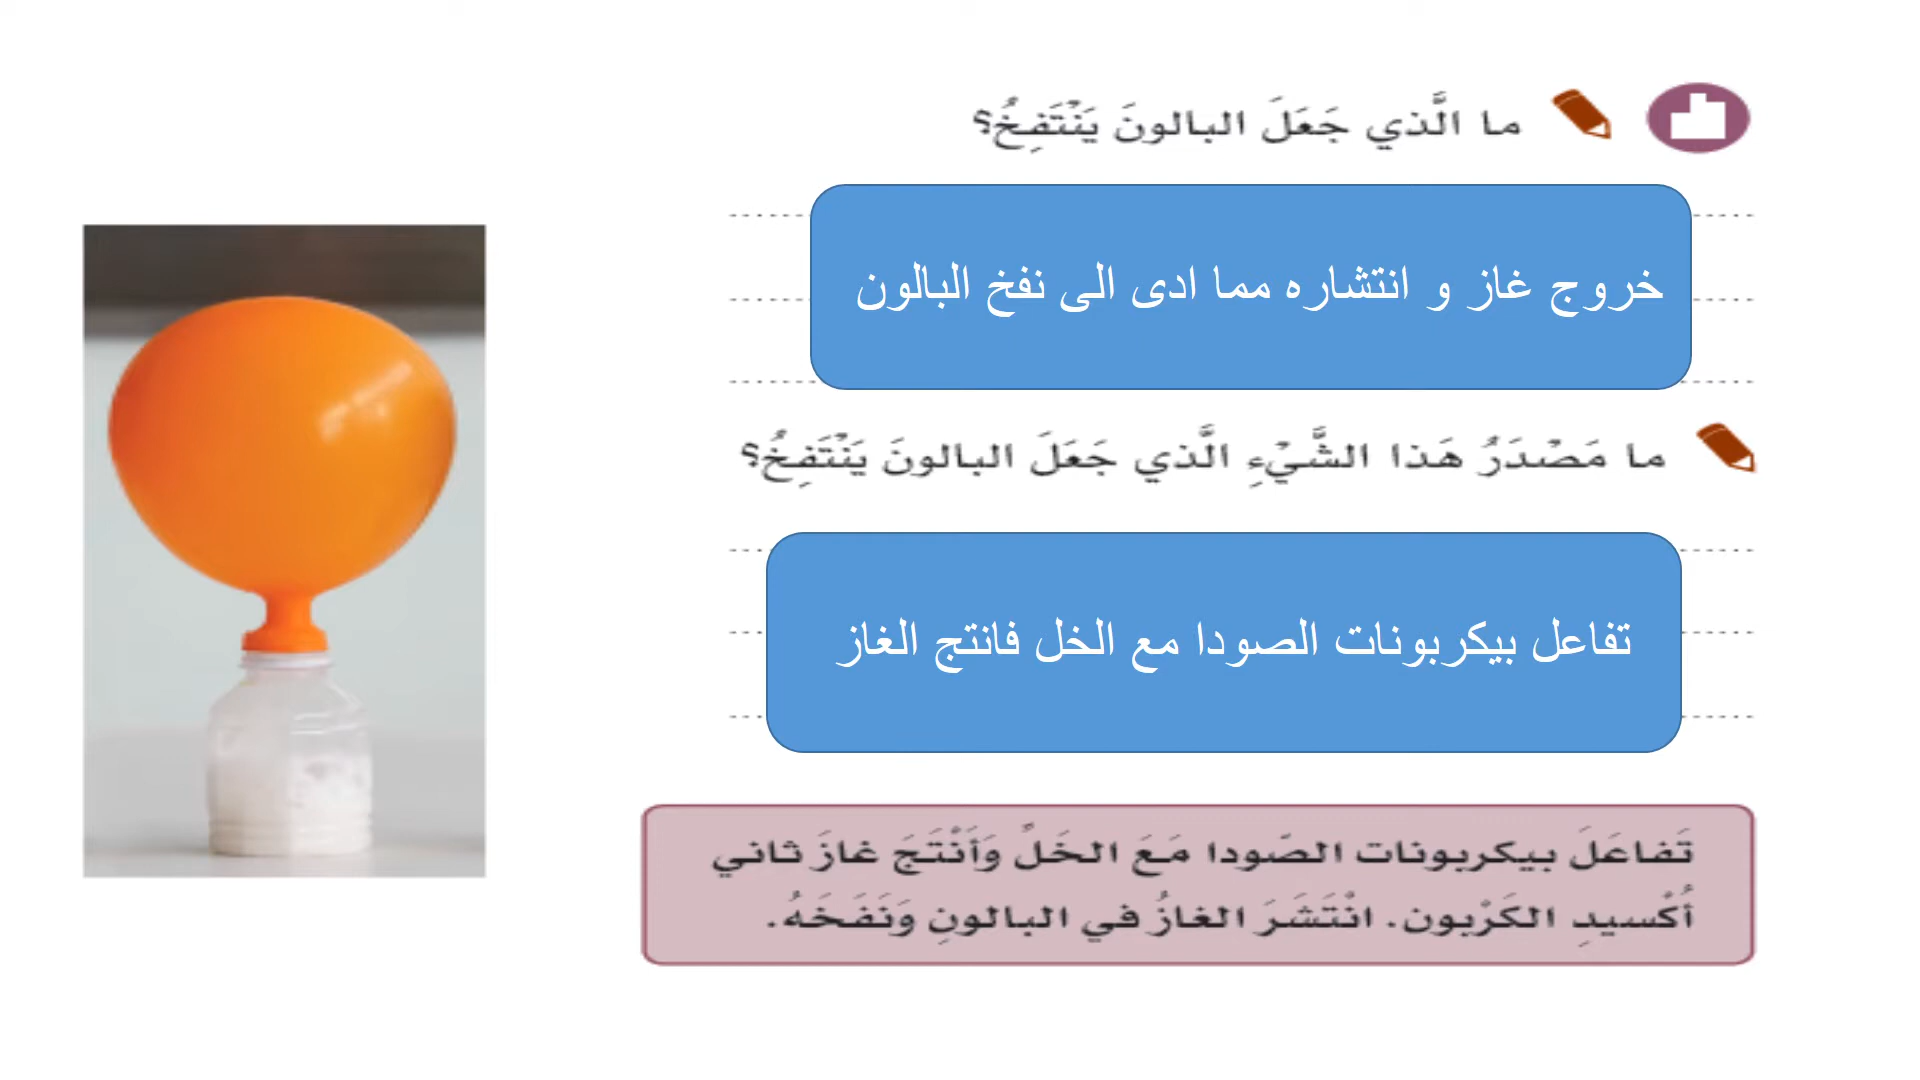 ما الَّذي جَعَلَ البالونَ يَنْتَفِخُ؟
خروج غاز و انتشاره مما ادى الى نفخ البالون
ما مَصْدَرُ هَذا الشَّيْءِ الَّذي جَعَلَ البالونَ يَنْتَفِخُ؟
تفاعل بيكربونات الصودا مع الخل فانتج الغاز
تَفاعَلَ بيكربونات الصّودا مَعَ الخَلِّ وَأَنْتَجَ غازَ ثاني
أُكْسيدِ الكَرْبون. انْتَشَرَ الغازُ في البالونِ وَنَفَخَهُ.